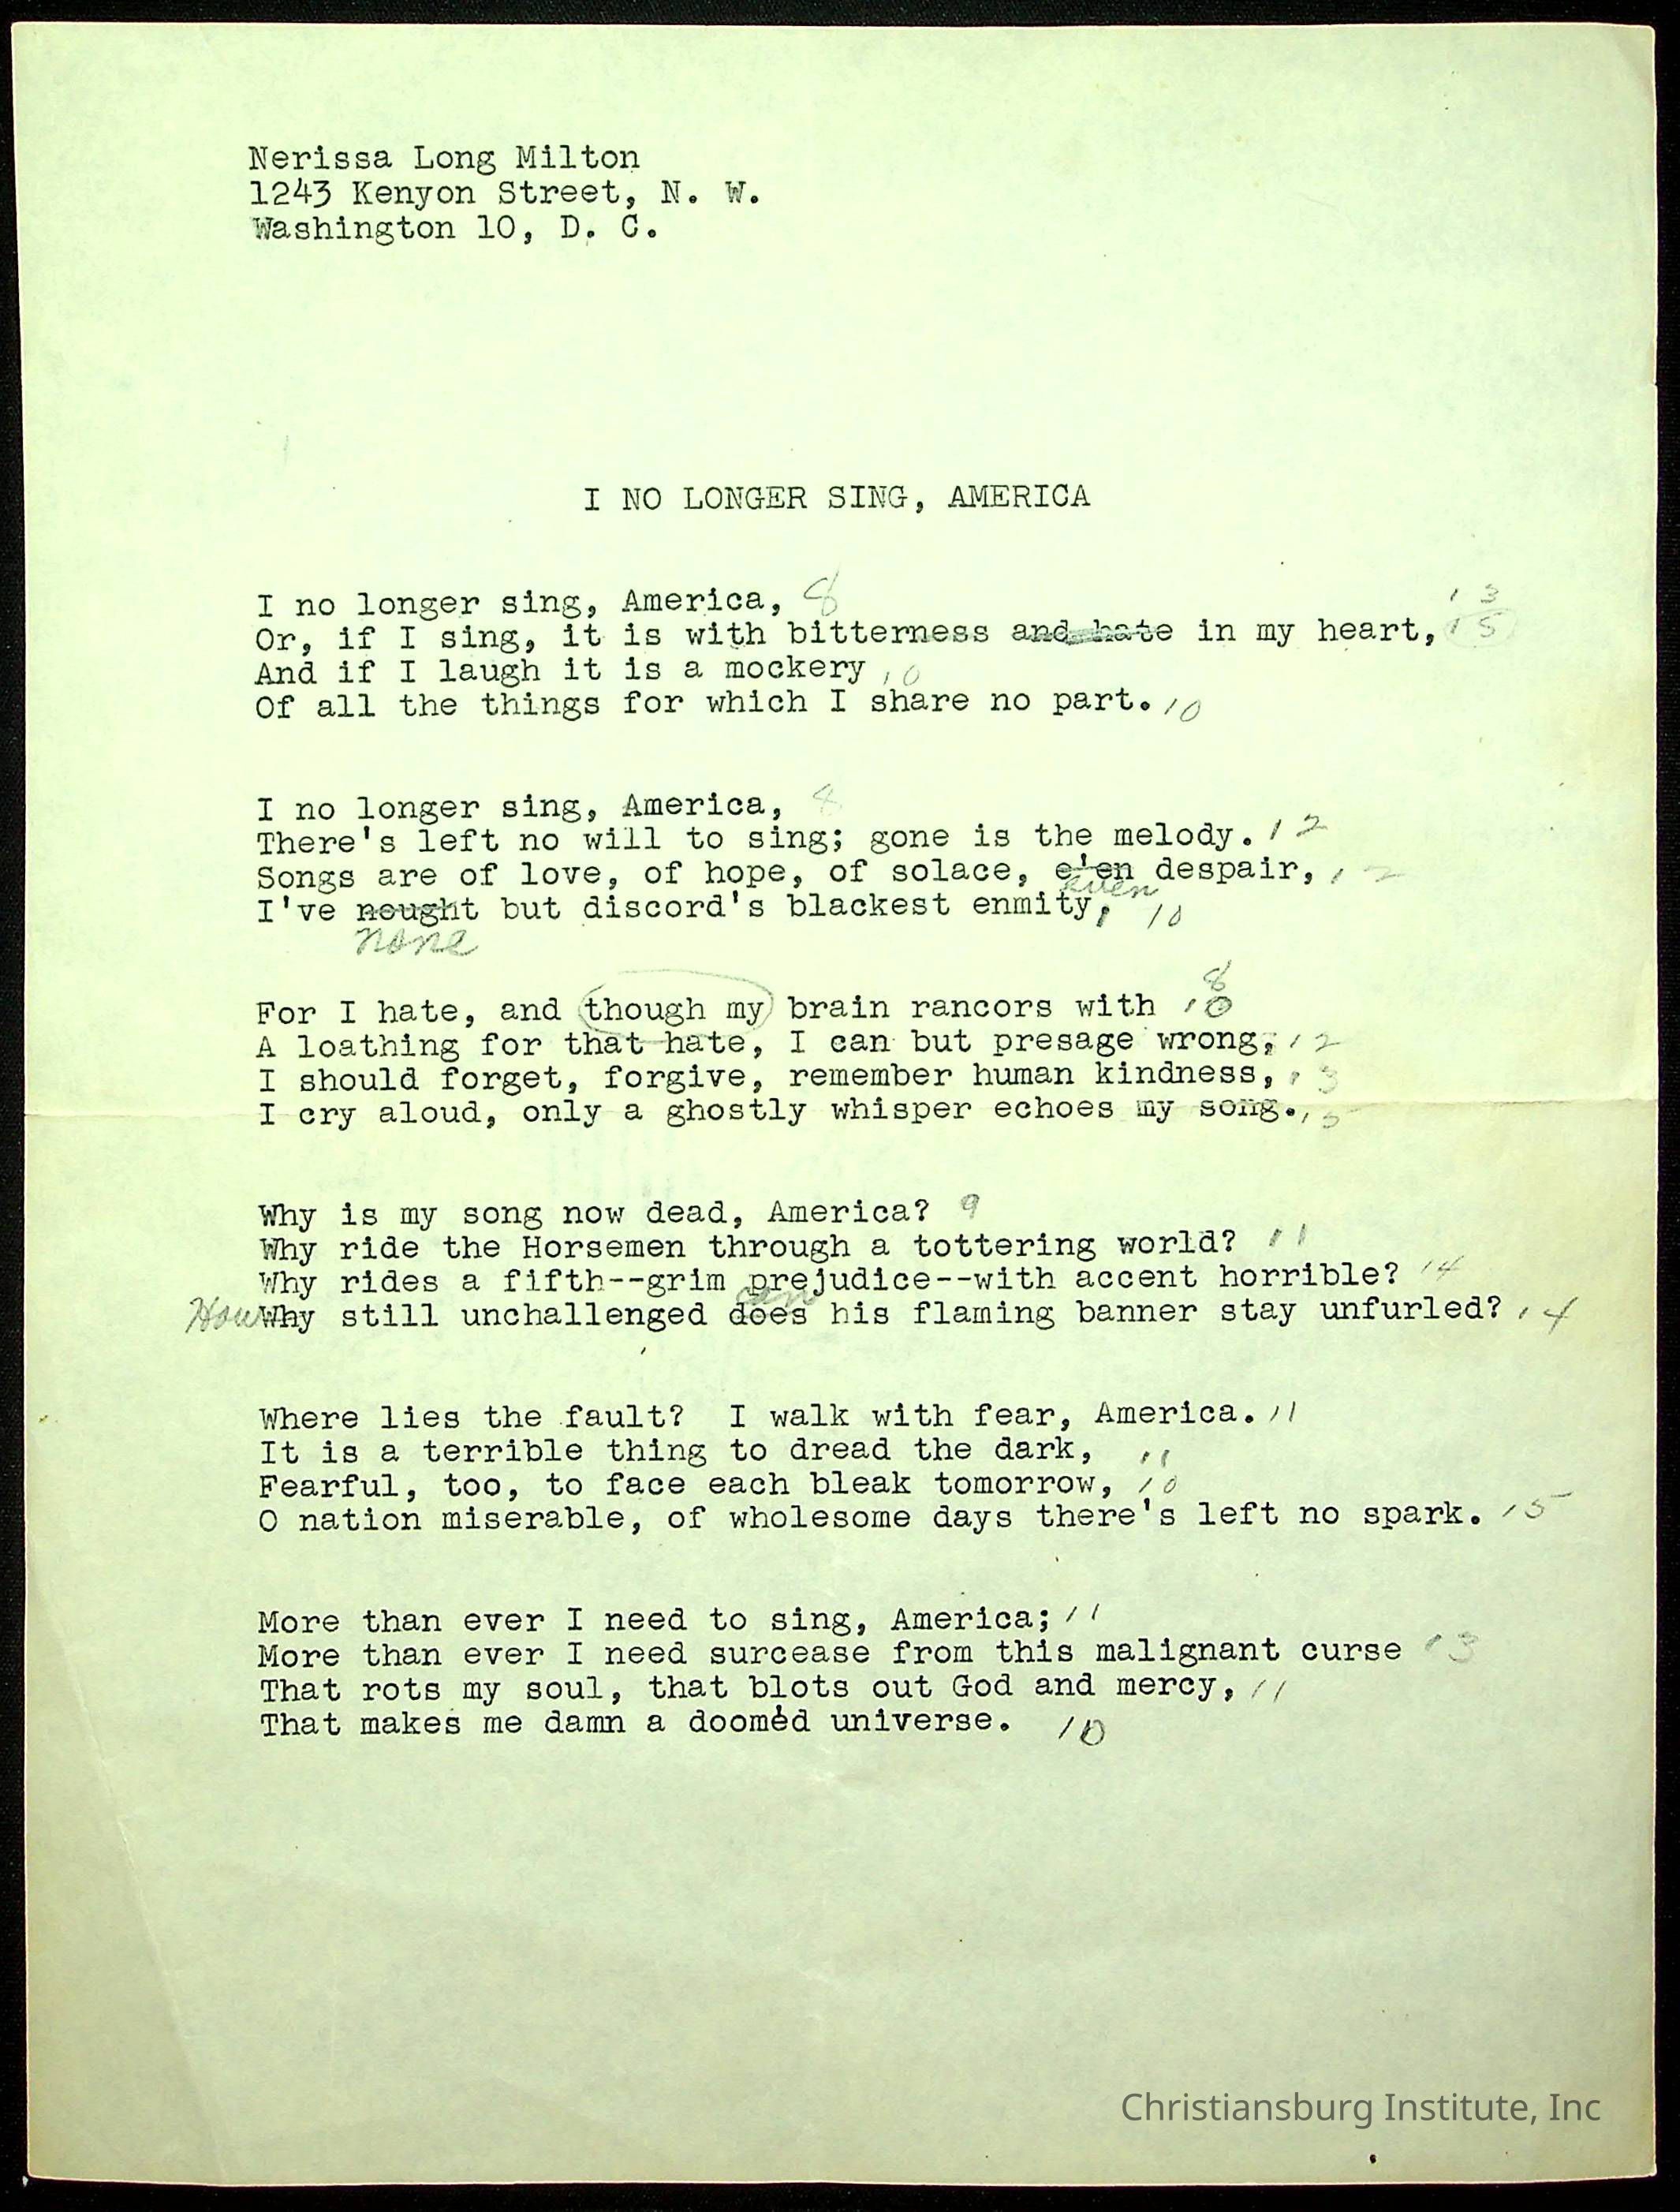 Nerissa Long Milton
1243 Kenyon Street, N. W.
Washington 10, D. C.
I NO LONGER SING, AMERICA
I no longer sing, America, 8
13
Or, if I sing, it is with bitterness and hate in my heart, 15
And if I laugh it is a mockery 10
Of all the things for which I share no part. 10
I no longer sing, America, 8
There's left no will to sing; gone is the melody. 12
Songs are of love, of hope, of solace, e'en despair, 12
even
I've nought but discord's blackest enmity, 10
none
8
For I hate, and though my brain rancors with 10
A loathing for that hate, I can but presage wrong; 12
I should forget, forgive, remember human kindness, 13
I cry aloud, only a ghostly whisper echoes my song. 15
Why is my song now dead, America? 9
Why ride the Horsemen through a tottering world? 11
Why rides a fifth--grim prejudice--with accent horrible? 14
can
How Why still unchallenged does his flaming banner stay unfurled? 14
Where lies the fault?  I walk with fear, America. 11
It is a terrible thing to dread the dark, 11
Fearful, too, to face each bleak tomorrow, 10
O nation miserable, of wholesome days there's left no spark. 15
More than ever I need to sing, America; 11
More than ever I need surcease from this malignant curse 13
That rots my soul, that blots out God and mercy, 11
That makes me damn a doomèd universe. 10
Christiansburg Institute, Inc